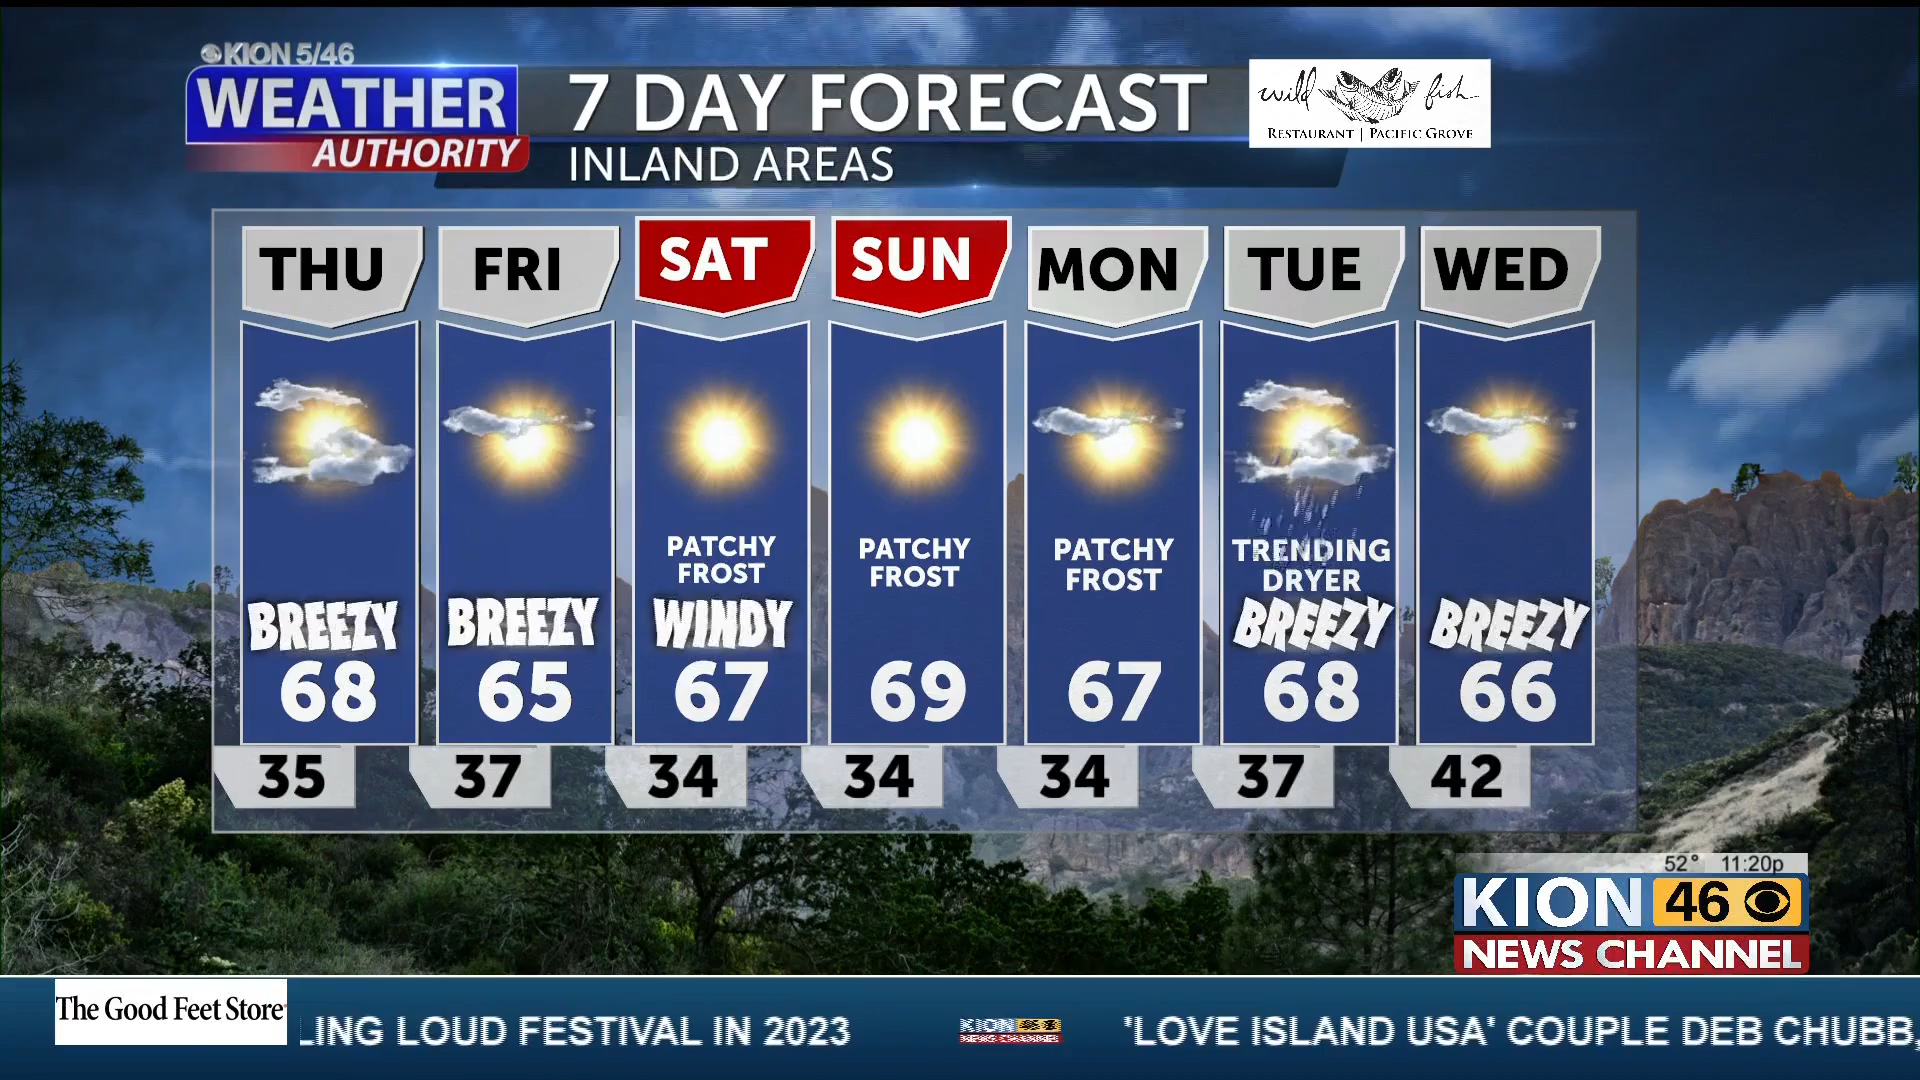 KION 5/46
WEATHER
AUTHORITY
7 DAY FORECAST
INLAND AREAS
wild fish
RESTAURANT | PACIFIC GROVE
THU
FRI
SAT
SUN
MON
TUE
WED
PATCHY
FROST
PATCHY
FROST
PATCHY
FROST
TRENDING
DRYER
BREEZY
BREEZY
WINDY
BREEZY
BREEZY
68
65
67
69
67
68
66
35
37
34
34
34
37
42
52° 11:20p
KION 46
NEWS CHANNEL
The Good Feet Store
LING LOUD FESTIVAL IN 2023
KION
NEWS CHANNEL
'LOVE ISLAND USA' COUPLE DEB CHUBB,